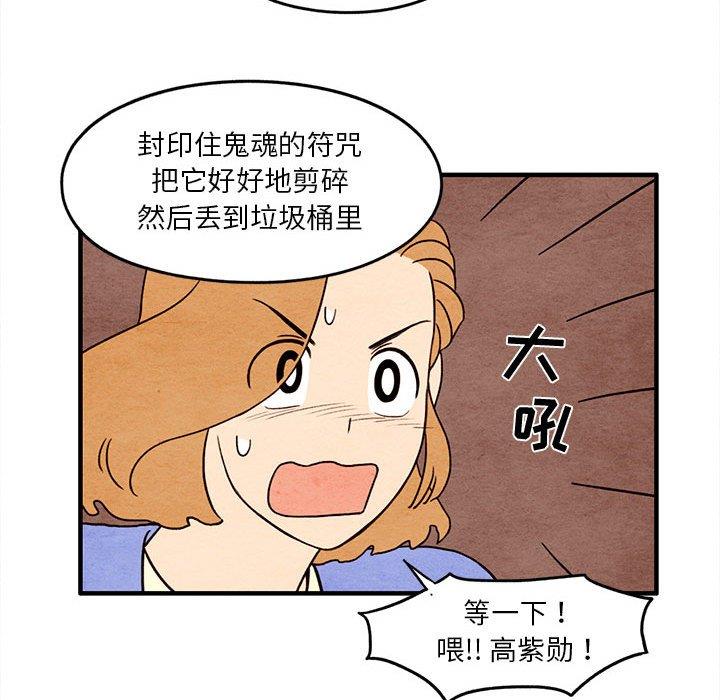 封印住鬼魂的符咒
把它好好地剪碎
然后丢到垃圾桶里
大
吼
等一下！
喂!! 高紫勋！